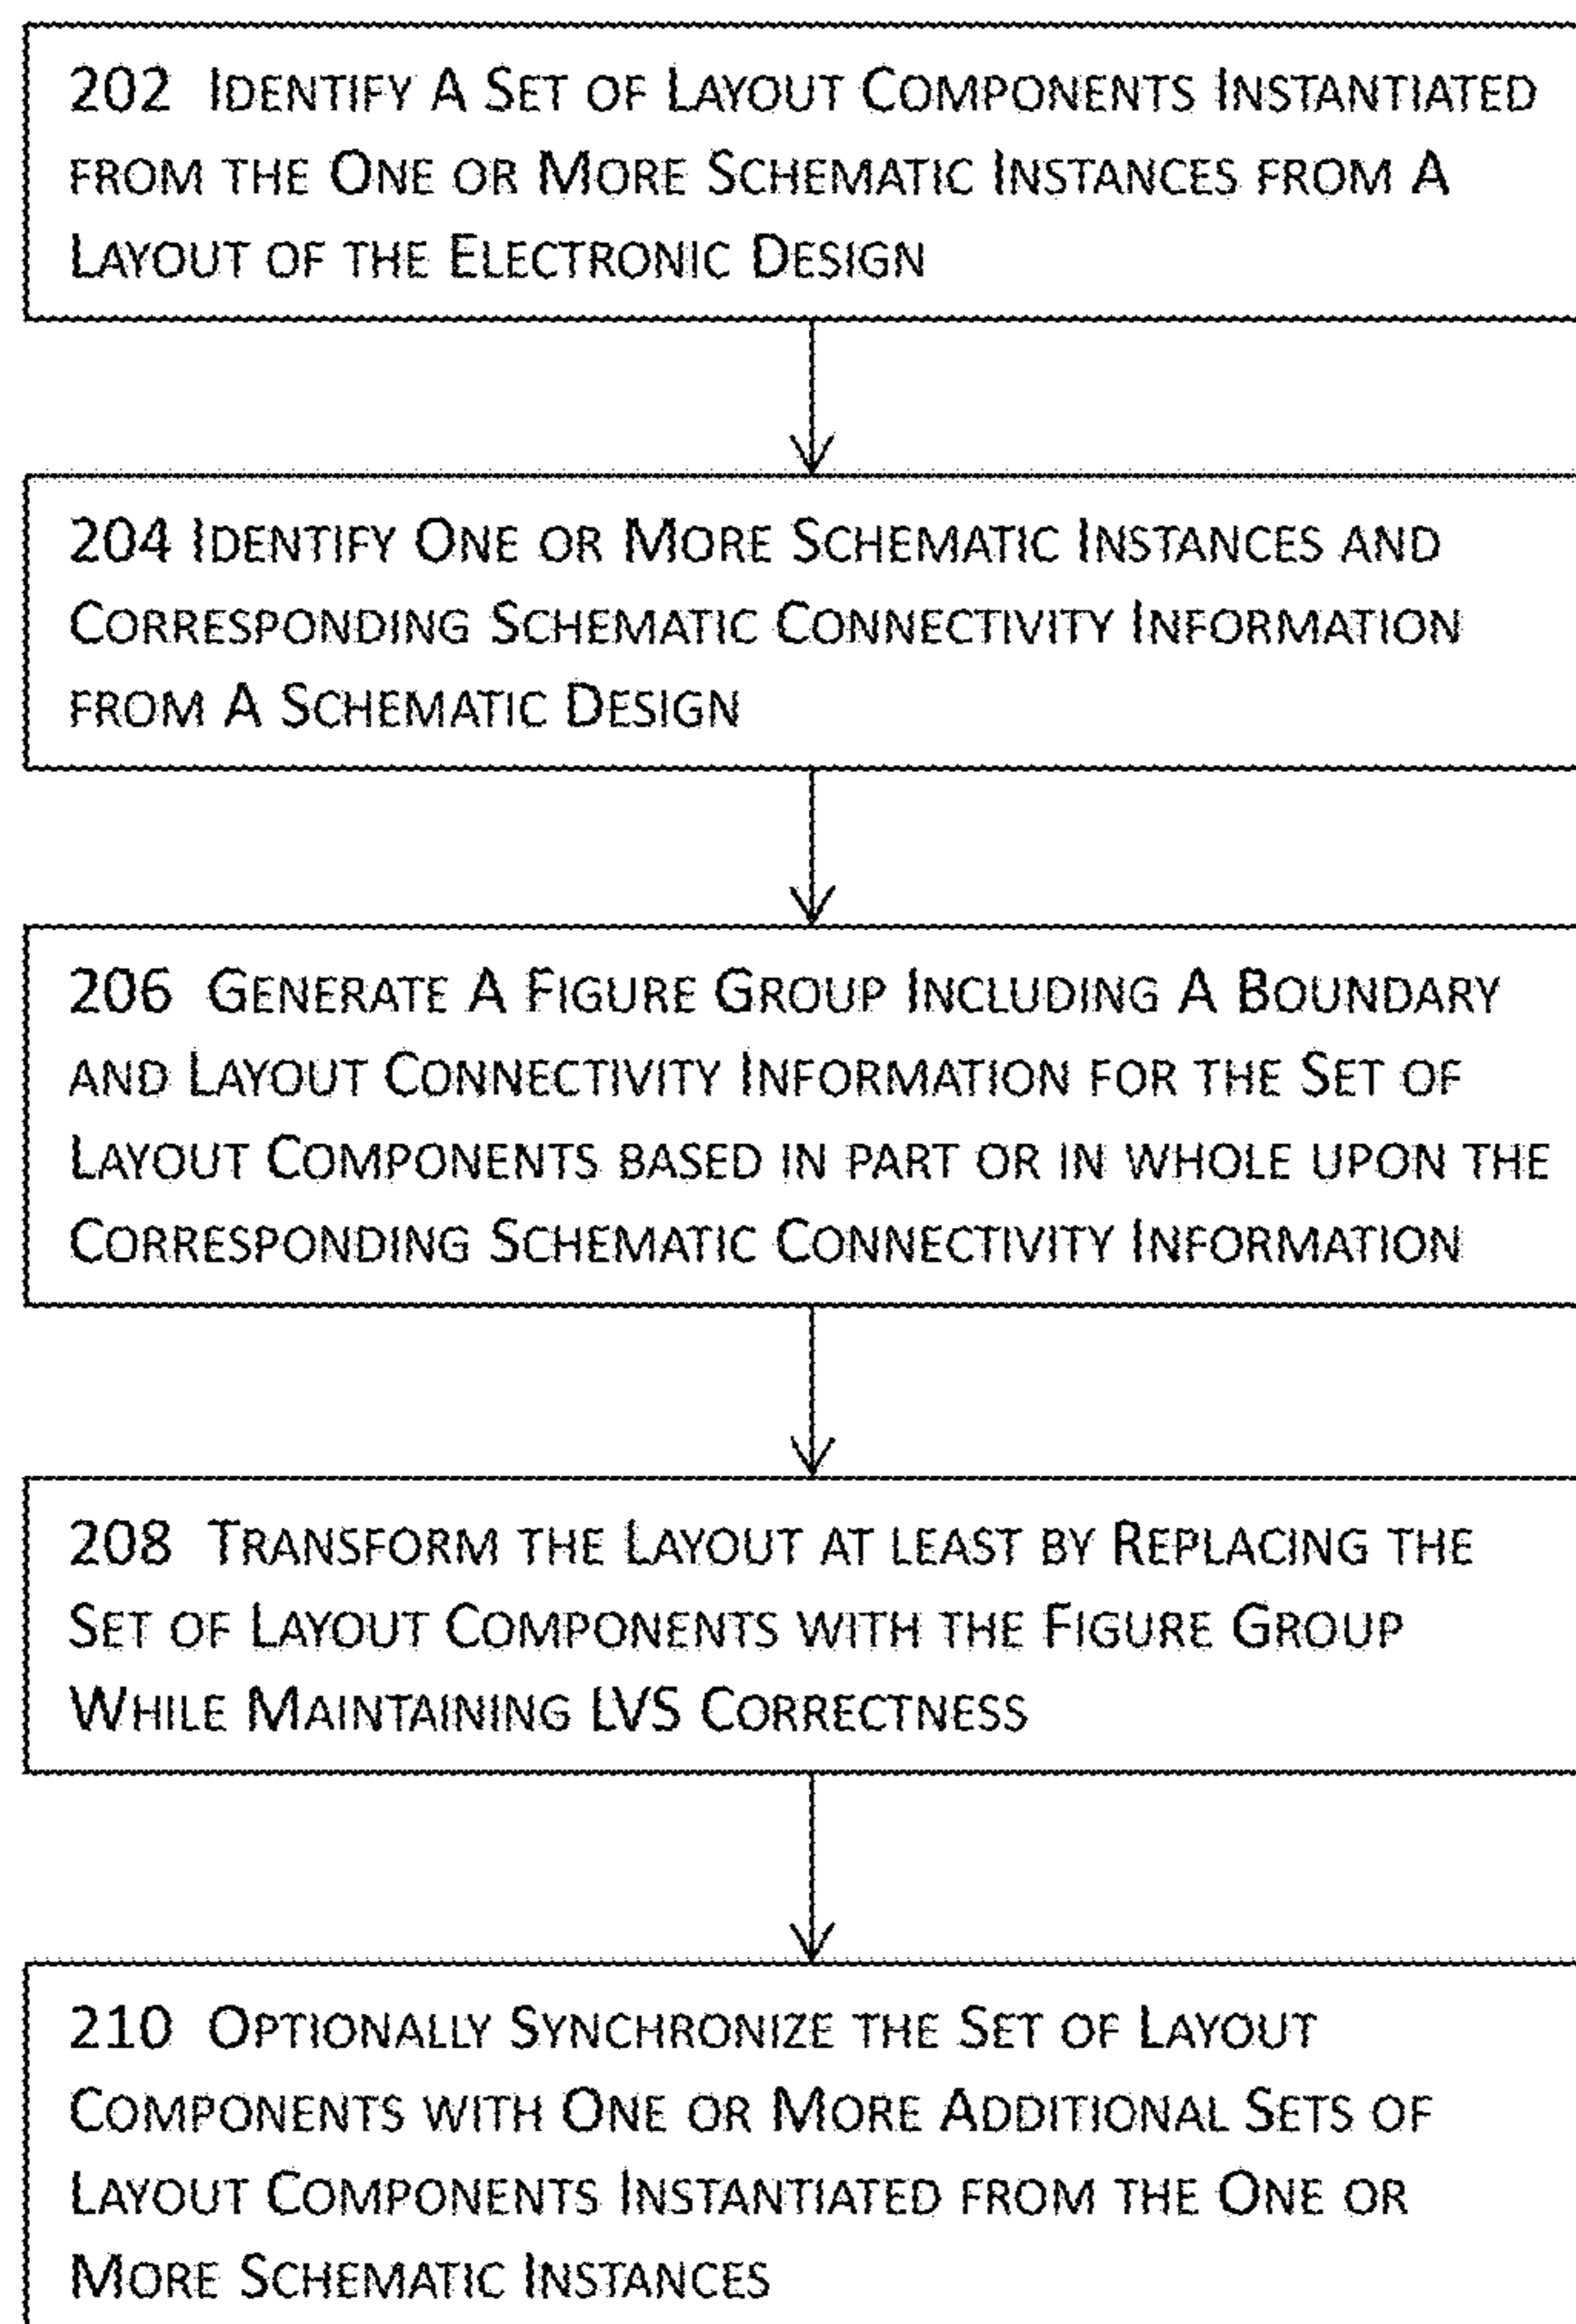 202 Identify A Set of Layout Components Instantiated
from the One or More Schematic Instances from A
Layout of the Electronic Design
204 Identify One or More Schematic Instances and
Corresponding Schematic Connectivity Information
from A Schematic Design
206 Generate A Figure Group Including A Boundary
and Layout Connectivity Information for the Set of
Layout Components based in part or in whole upon the
Corresponding Schematic Connectivity Information
208 Transform the Layout at least by Replacing the
Set of Layout Components with the Figure Group
While Maintaining LVS Correctness
210 Optionally Synchronize the Set of Layout
Components with One or More Additional Sets of
Layout Components Instantiated from the One or
More Schematic Instances